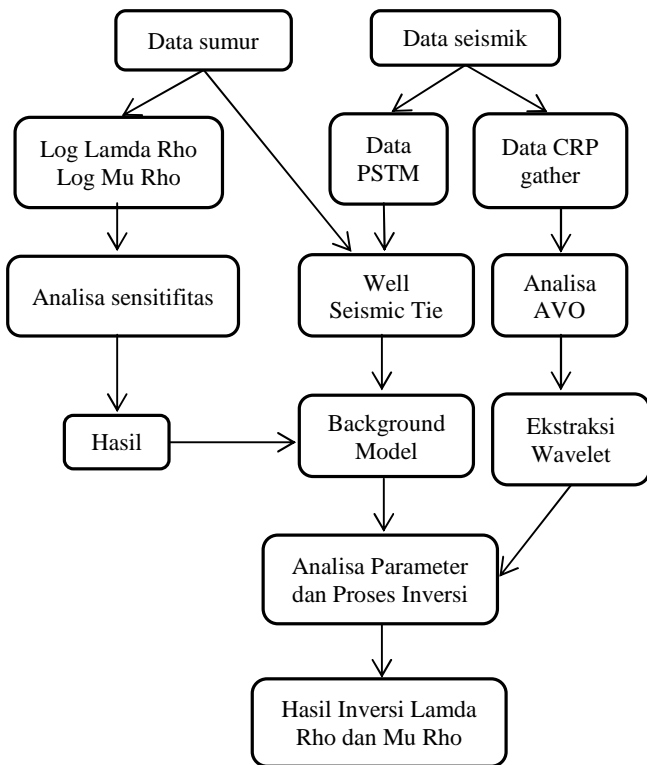 Data sumur
Data seismik
Log Lamda Rho
Log Mu Rho
Data
PSTM
Data CRP
gather
Analisa sensitifitas
Well
Seismic Tie
Analisa
AVO
Hasil
Background
Model
Ekstraksi
Wavelet
Analisa Parameter
dan Proses Inversi
Hasil Inversi Lamda
Rho dan Mu Rho